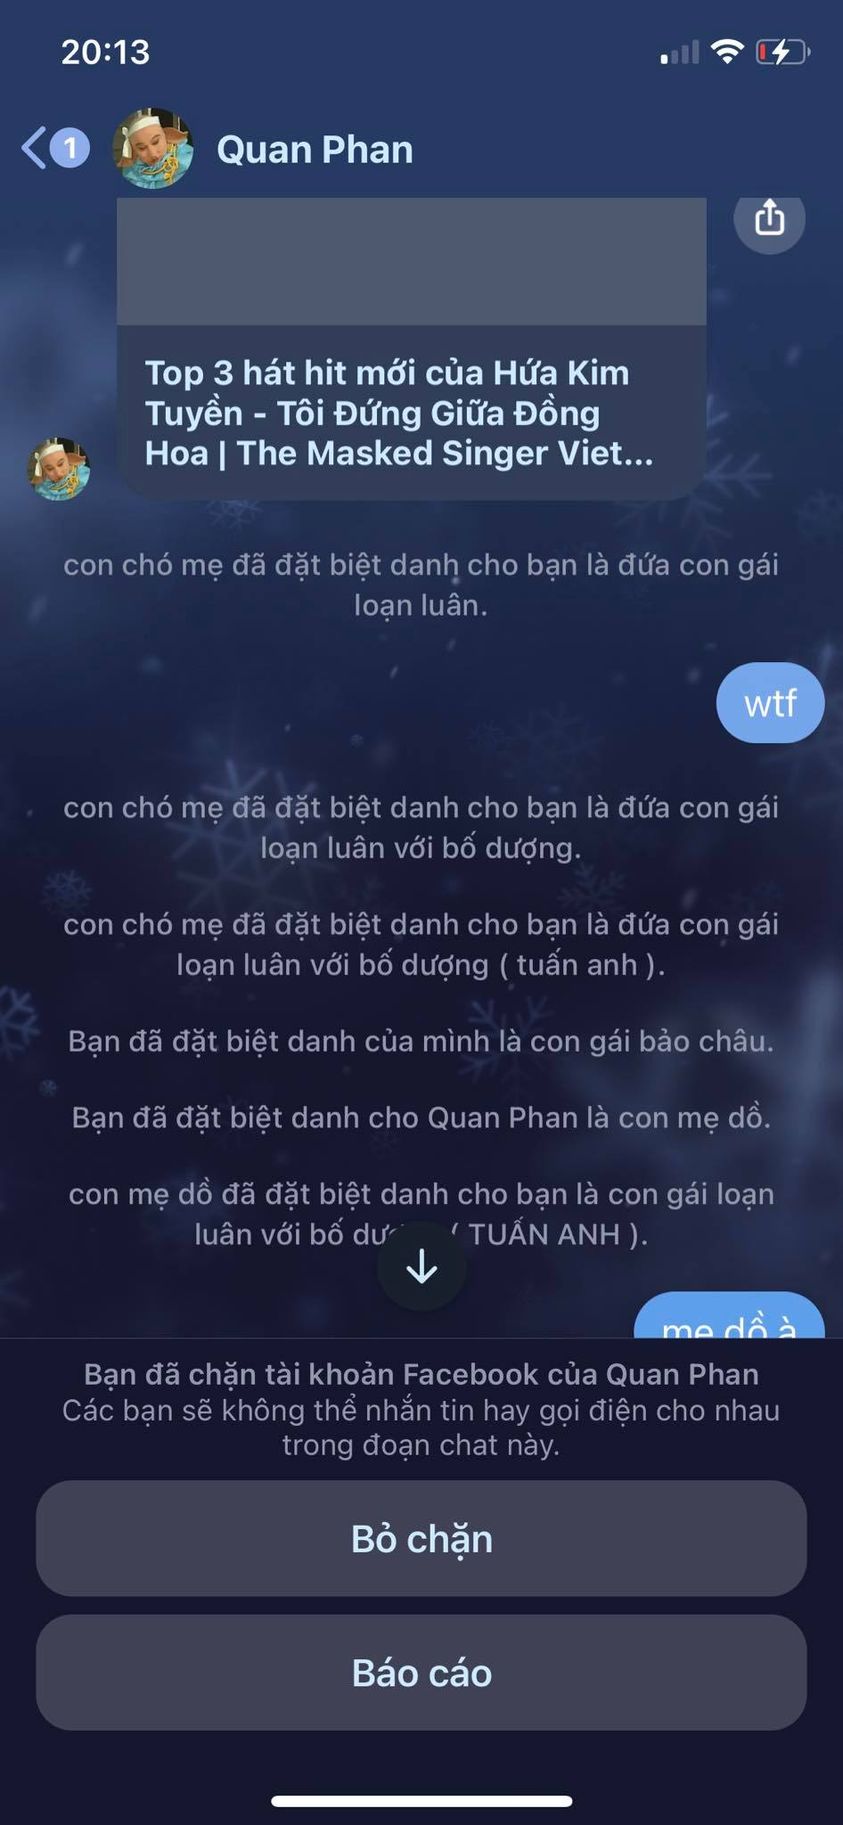 20:13
1
Quan Phan
Top 3 hát hit mới của Hứa Kim
Tuyền - Tôi Đứng Giữa Đồng
Hoa | The Masked Singer Viet...
con chó mẹ đã đặt biệt danh cho bạn là đứa con gái
loạn luân.
wtf
con chó mẹ đã đặt biệt danh cho bạn là đứa con gái
loạn luân với bố dượng.
con chó mẹ đã đặt biệt danh cho bạn là đứa con gái
loạn luân với bố dượng ( tuấn anh ).
Bạn đã đặt biệt danh của mình là con gái bảo châu.
Bạn đã đặt biệt danh cho Quan Phan là con mẹ dồ.
con mẹ dồ đã đặt biệt danh cho bạn là con gái loạn
luân với bố ( TUẤN ANH ).
mẹ dồ à
Bạn đã chặn tài khoản Facebook của Quan Phan
Các bạn sẽ không thể nhắn tin hay gọi điện cho nhau
trong đoạn chat này.
Bỏ chặn
Báo cáo